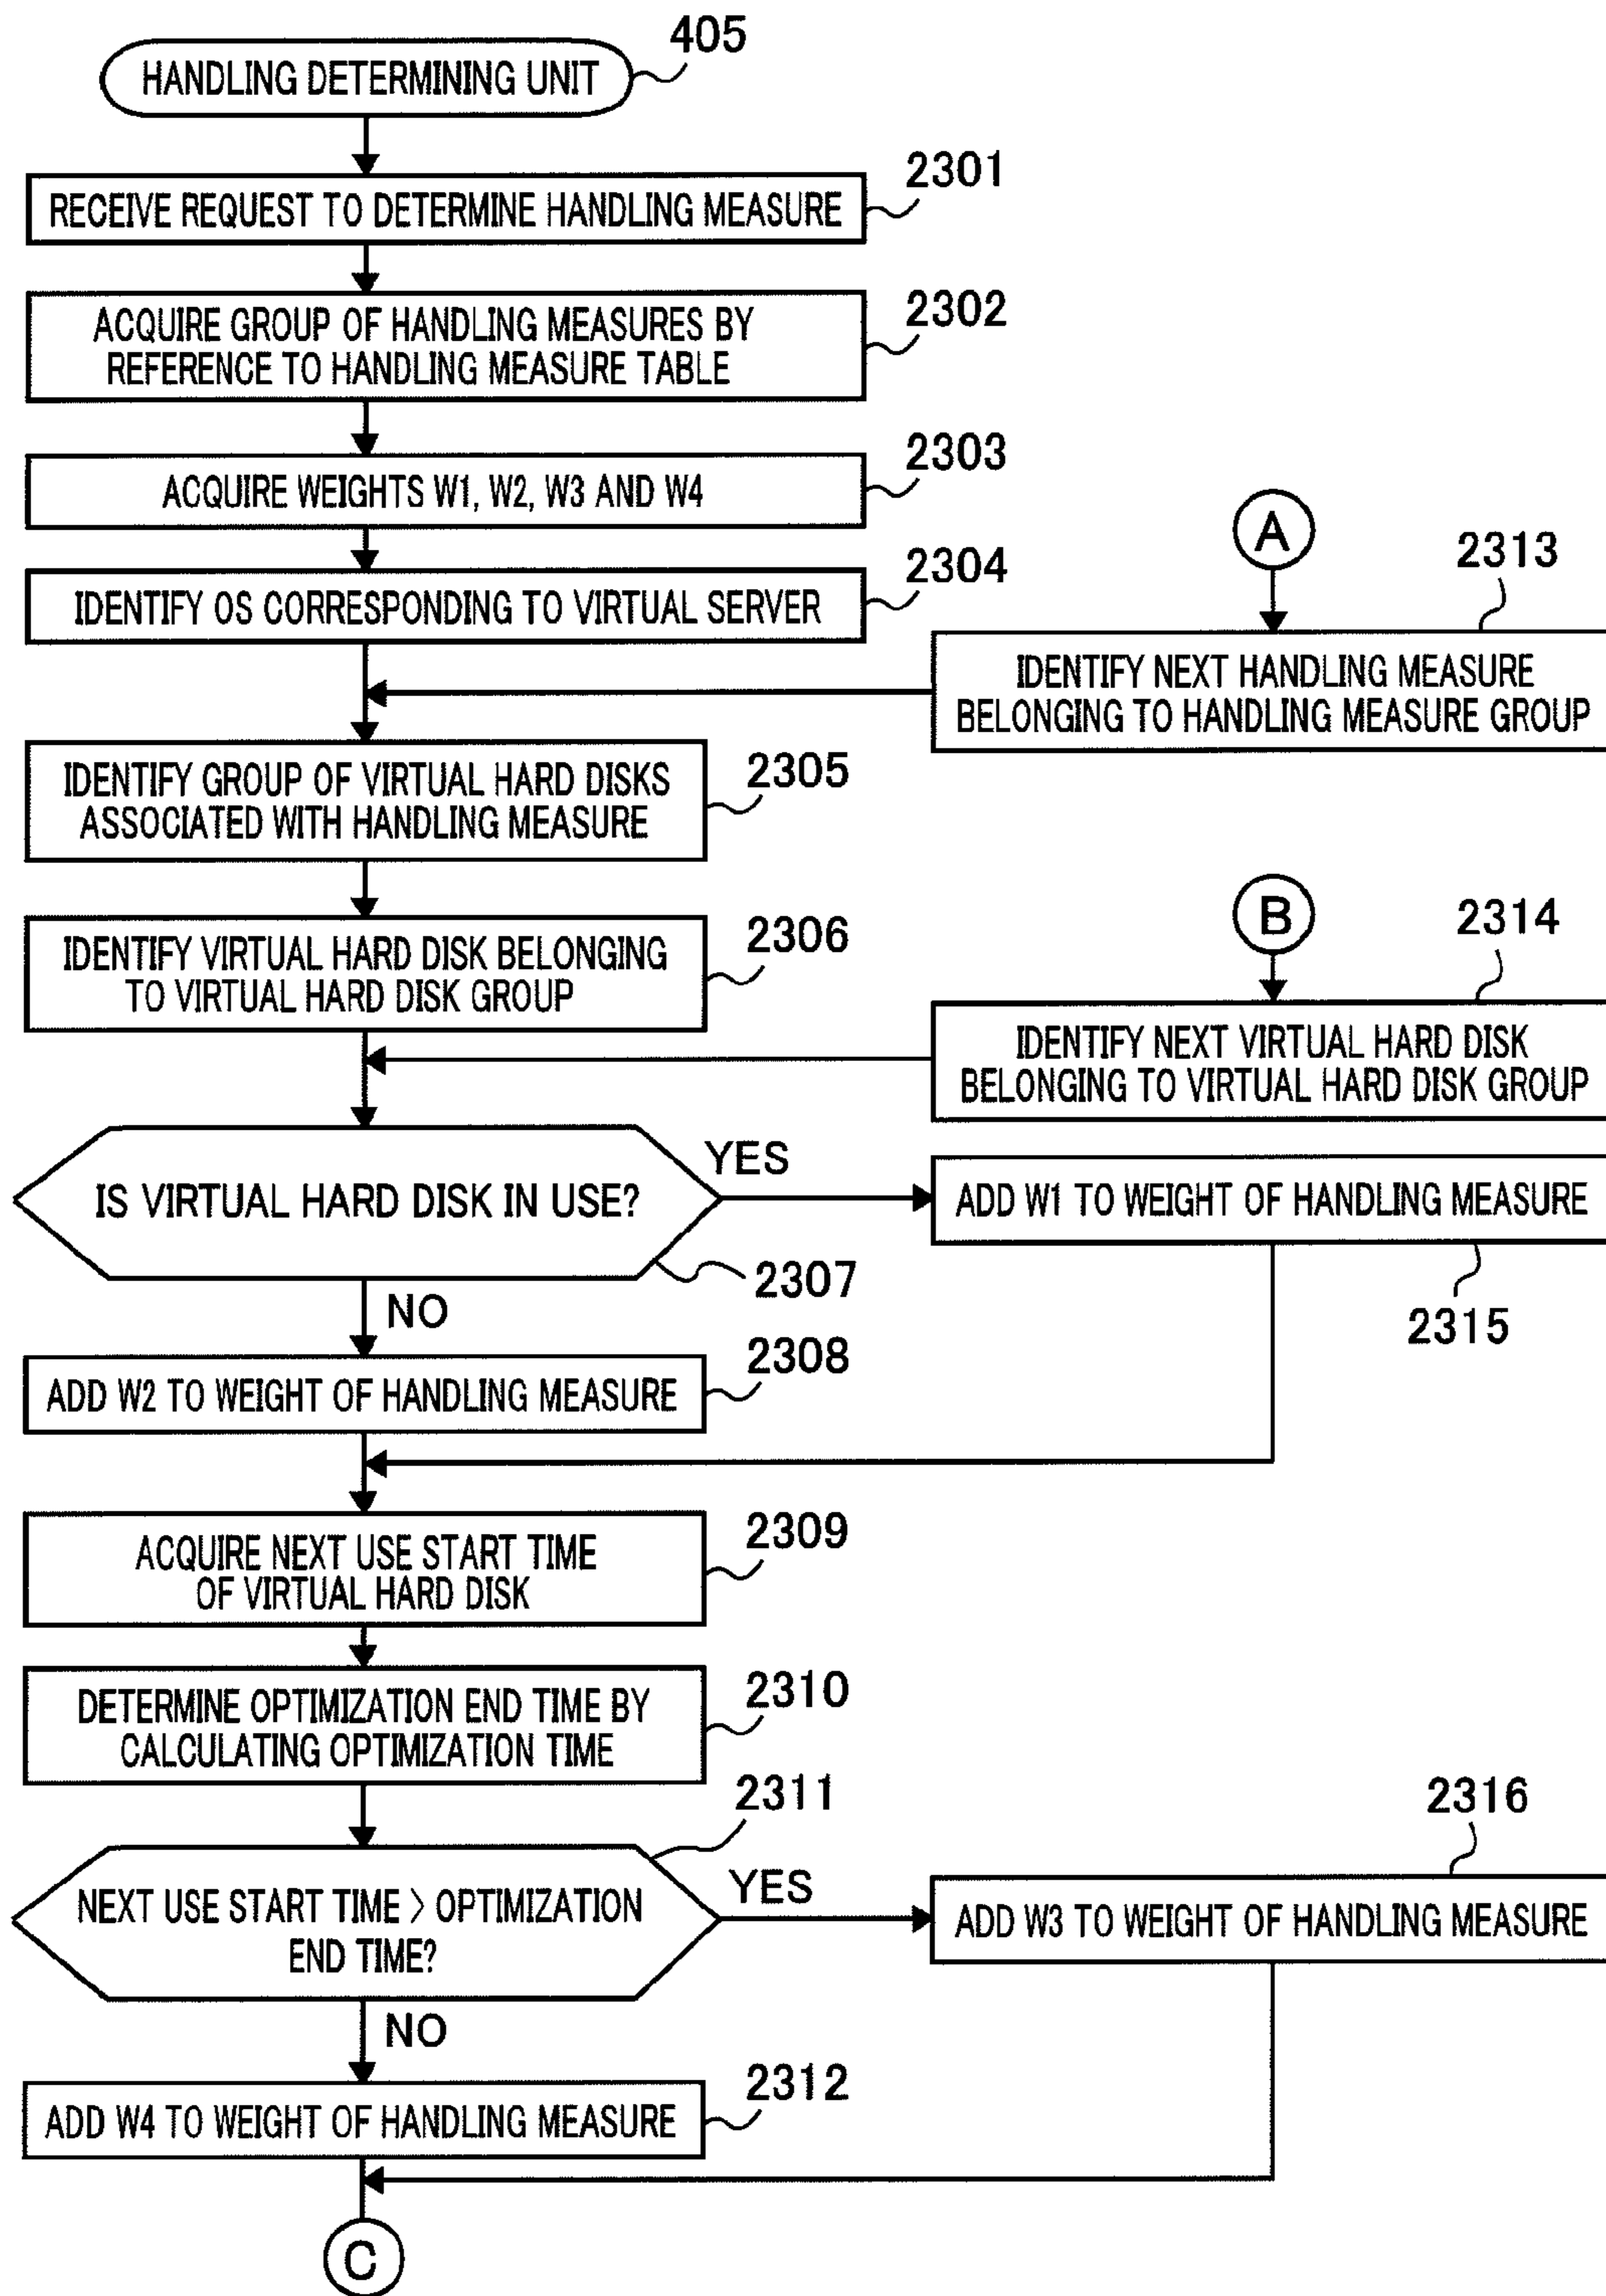 405
HANDLING DETERMINING UNIT
2301
RECEIVE REQUEST TO DETERMINE HANDLING MEASURE
2302
ACQUIRE GROUP OF HANDLING MEASURES BY
REFERENCE TO HANDLING MEASURE TABLE
2303
ACQUIRE WEIGHTS W1, W2, W3 AND W4
2304
IDENTIFY OS CORRESPONDING TO VIRTUAL SERVER
A
2313
IDENTIFY NEXT HANDLING MEASURE
BELONGING TO HANDLING MEASURE GROUP
2305
IDENTIFY GROUP OF VIRTUAL HARD DISKS
ASSOCIATED WITH HANDLING MEASURE
2306
IDENTIFY VIRTUAL HARD DISK BELONGING
TO VIRTUAL HARD DISK GROUP
B
2314
IDENTIFY NEXT VIRTUAL HARD DISK
BELONGING TO VIRTUAL HARD DISK GROUP
IS VIRTUAL HARD DISK IN USE?
YES
2307
NO
ADD W1 TO WEIGHT OF HANDLING MEASURE
2315
2308
ADD W2 TO WEIGHT OF HANDLING MEASURE
2309
ACQUIRE NEXT USE START TIME
OF VIRTUAL HARD DISK
2310
DETERMINE OPTIMIZATION END TIME BY
CALCULATING OPTIMIZATION TIME
2311
NEXT USE START TIME > OPTIMIZATION
END TIME?
YES
NO
2316
ADD W3 TO WEIGHT OF HANDLING MEASURE
2312
ADD W4 TO WEIGHT OF HANDLING MEASURE
C